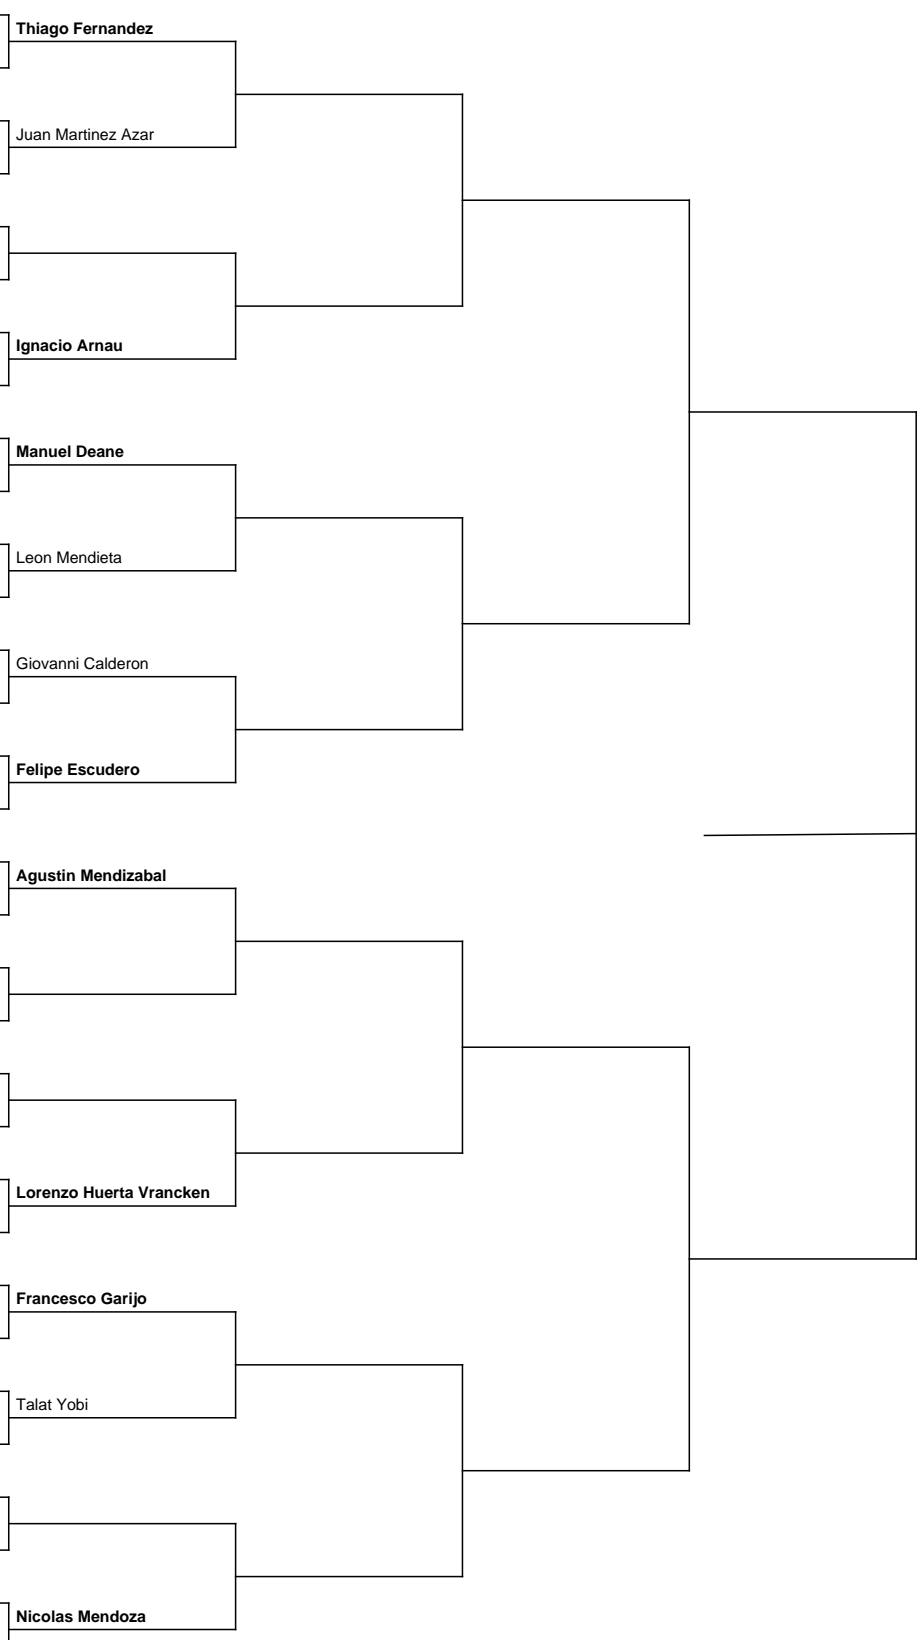 Thiago Fernandez
Juan Martinez Azar
Ignacio Arnau
Manuel Deane
Leon Mendieta
Giovanni Calderon
Felipe Escudero
Agustin Mendizabal
Lorenzo Huerta Vrancken
Francesco Garijo
Talat Yobi
Nicolas Mendoza